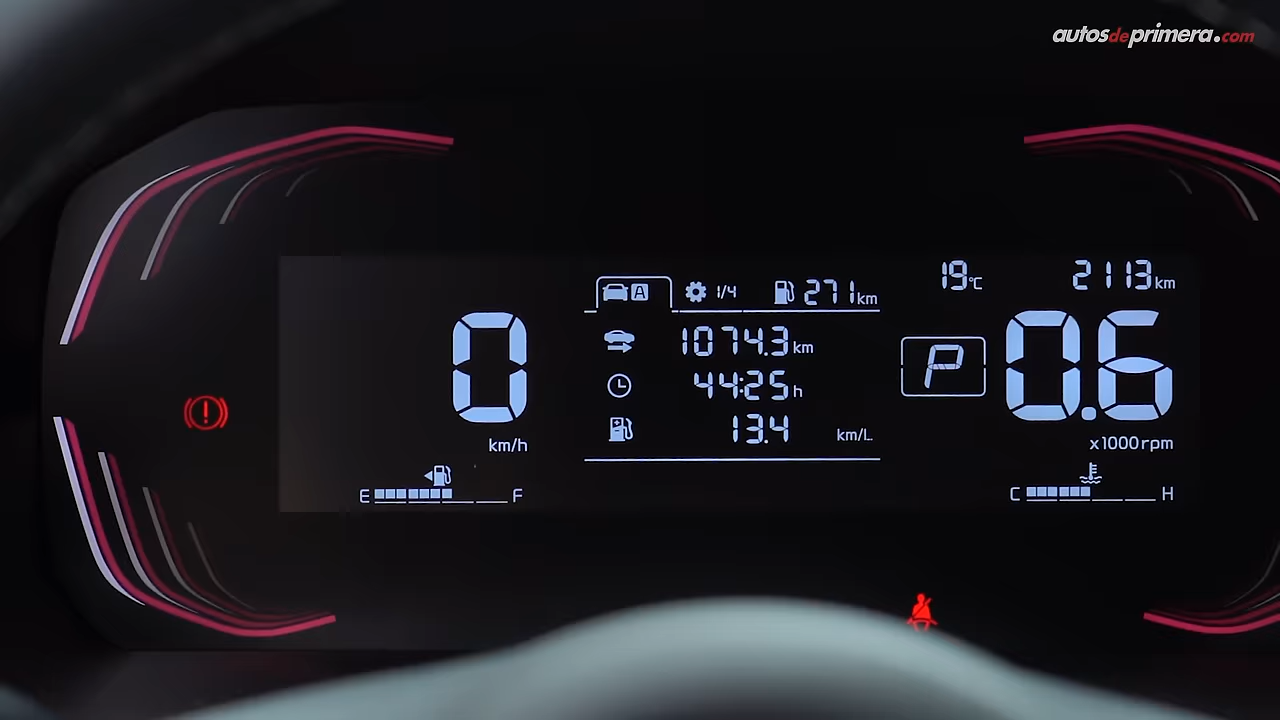 autosdeprimera.com
19°C 2113km
A 1/4 271km
1074.3km
44:25h
13.4 km/L
0
km/h
P 0.6
x1000rpm
E F
C H